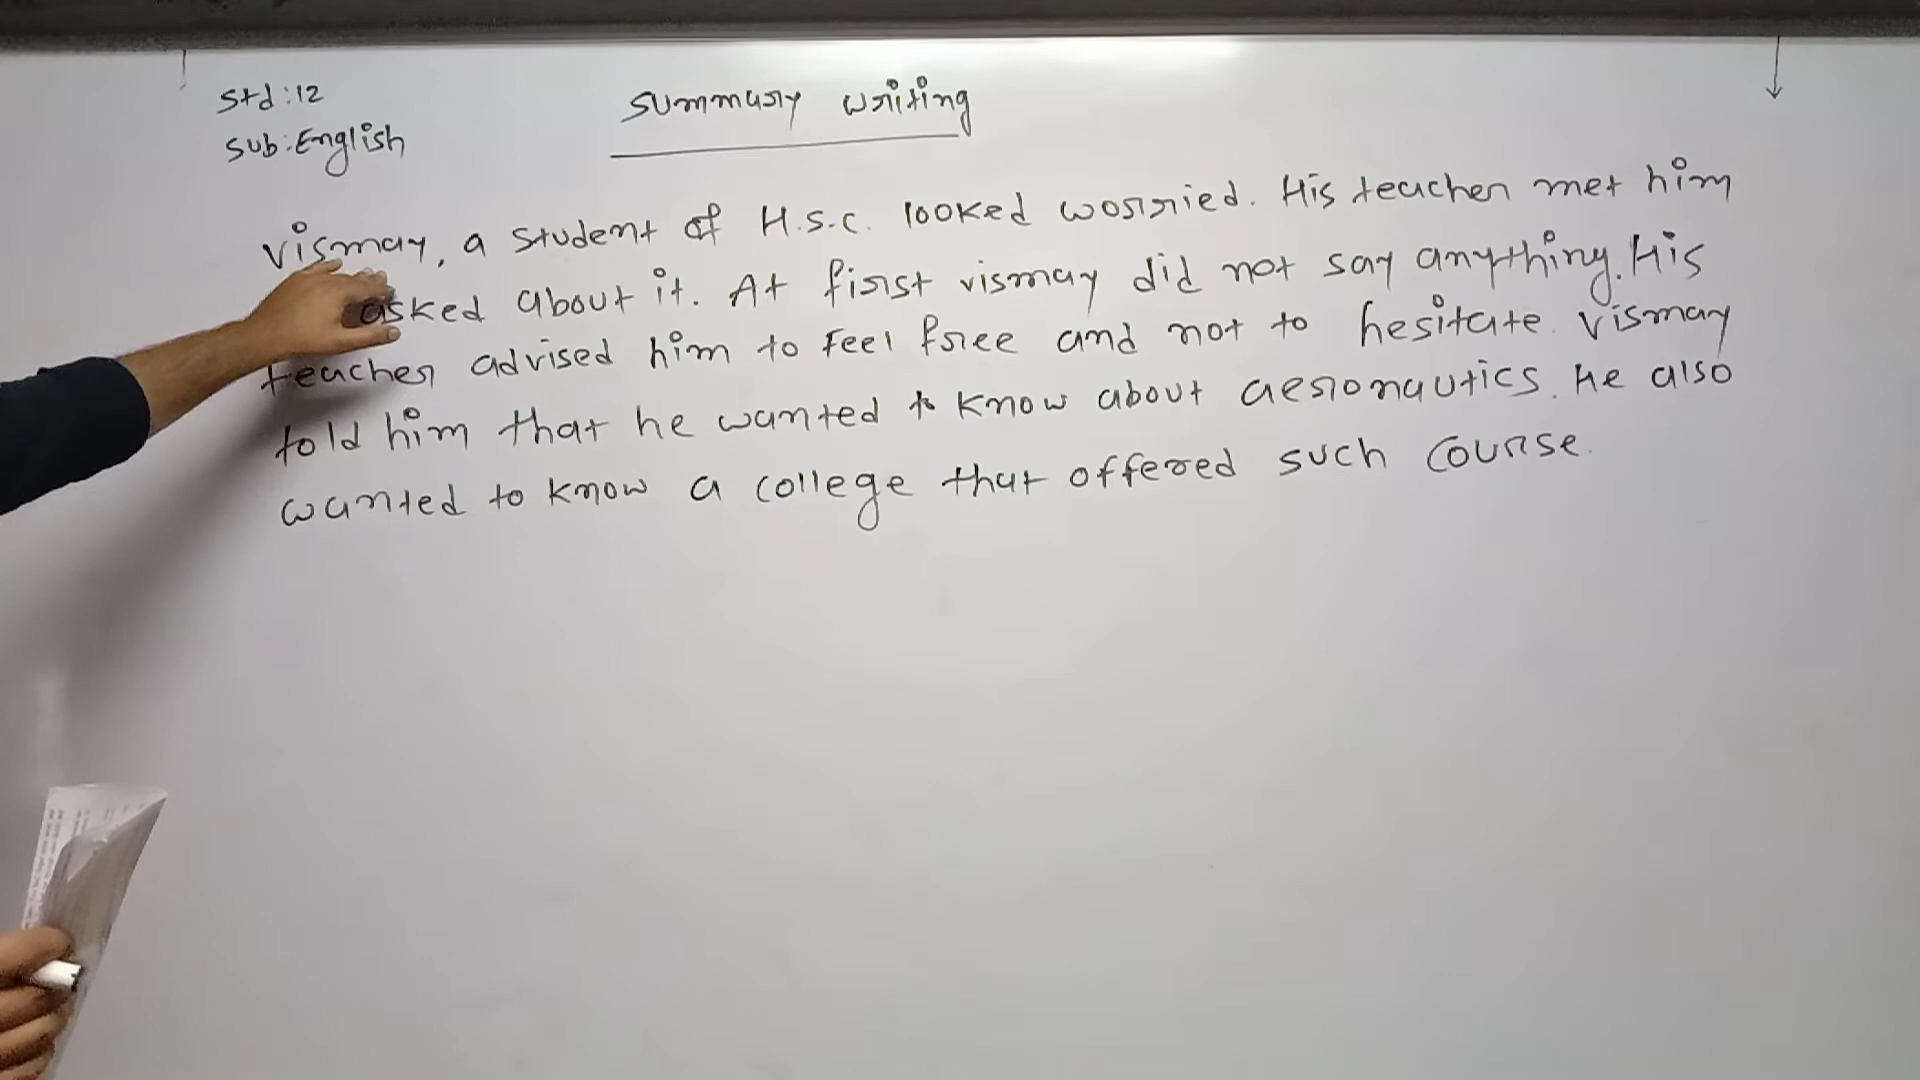 Std:12
Summary writing
Sub:English
Vismay, a student of H.S.C. looked worried. His teacher met him
asked about it. At first vismay did not say anything. His
teacher advised him to Feel free and not to hesitate. Vismay
told him that he wanted to know about aeronautics. He also
wanted to know a college that offered such course.